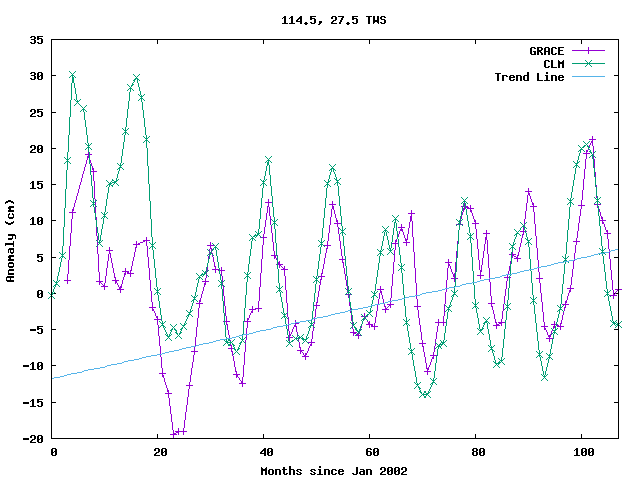 114.5, 27.5 TWS
GRACE
CLM
Trend Line
35
30
25
20
15
10
5
0
-5
-10
-15
-20
Anomaly (cm)
0 20 40 60 80 100
Months since Jan 2002